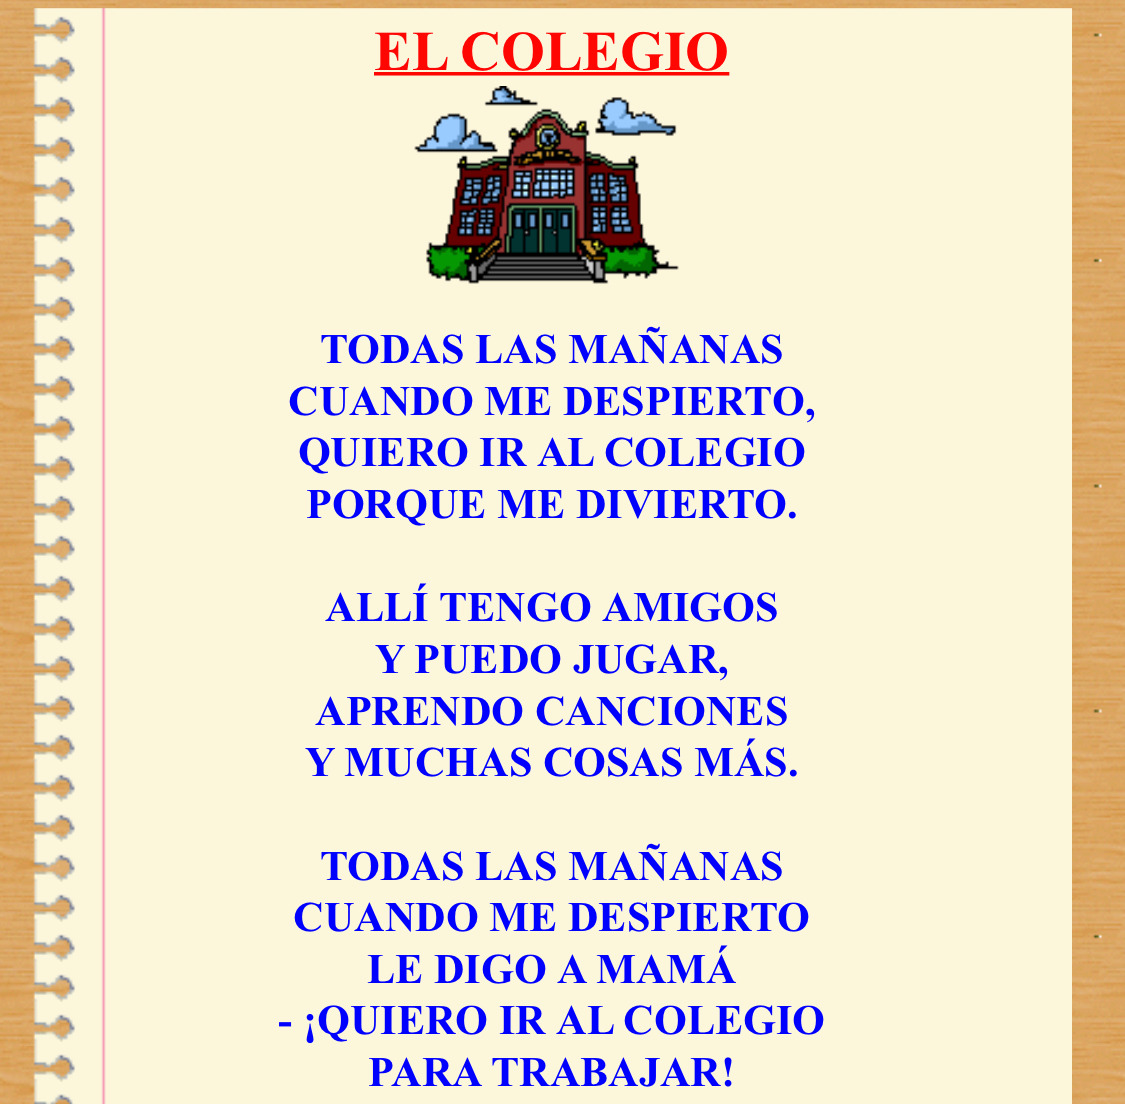 EL COLEGIO
TODAS LAS MAÑANAS
CUANDO ME DESPIERTO,
QUIERO IR AL COLEGIO
PORQUE ME DIVIERTO.
ALLÍ TENGO AMIGOS
Y PUEDO JUGAR,
APRENDO CANCIONES
Y MUCHAS COSAS MÁS.
TODAS LAS MAÑANAS
CUANDO ME DESPIERTO
LE DIGO A MAMÁ
- ¡QUIERO IR AL COLEGIO
PARA TRABAJAR!